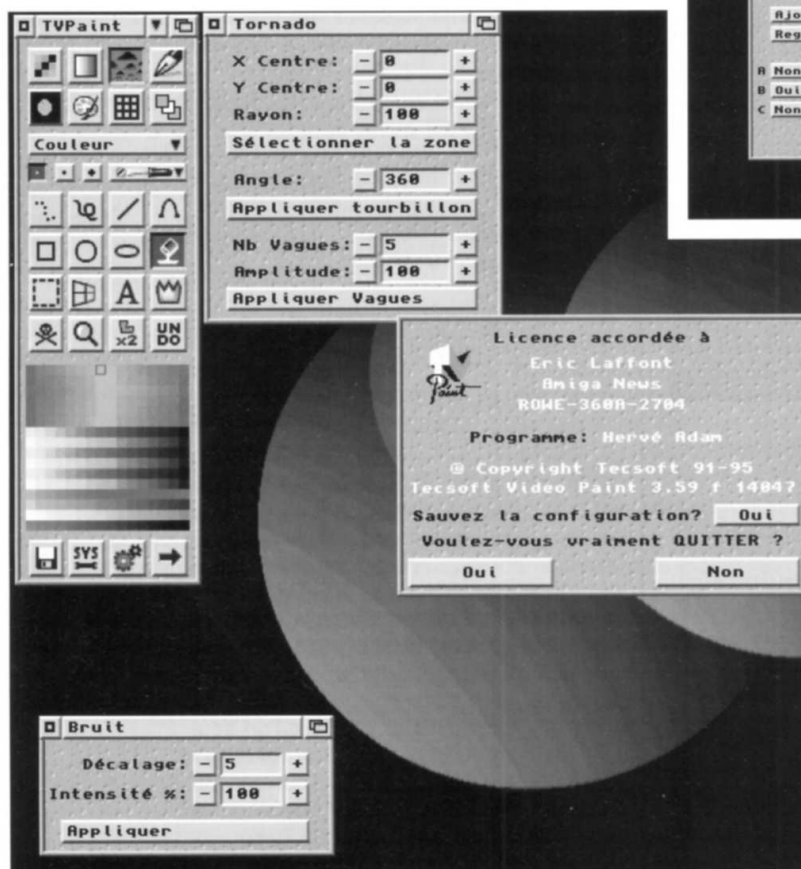 TVPaint
Couleur
A
x2
UN
DO
SYS
Tornado
X Centre: - 0 +
Y Centre: - 0 +
Rayon: - 100 +
Sélectionner la zone
Angle: - 360 +
Appliquer tourbillon
Nb Vagues: - 5 +
Amplitude: - 100 +
Appliquer Vagues
A Non
B Oui
C Non
Paint
Licence accordée à
Eric Laffont
Amiga News
ROWE-360A-2704
Programme: Hervé Adam
© Copyright Tecsoft 91-95
Tecsoft Video Paint 3.59 f 14047
Sauvez la configuration? Oui
Voulez-vous vraiment QUITTER ?
Oui Non
Bruit
Décalage: - 5 +
Intensité %: - 100 +
Appliquer